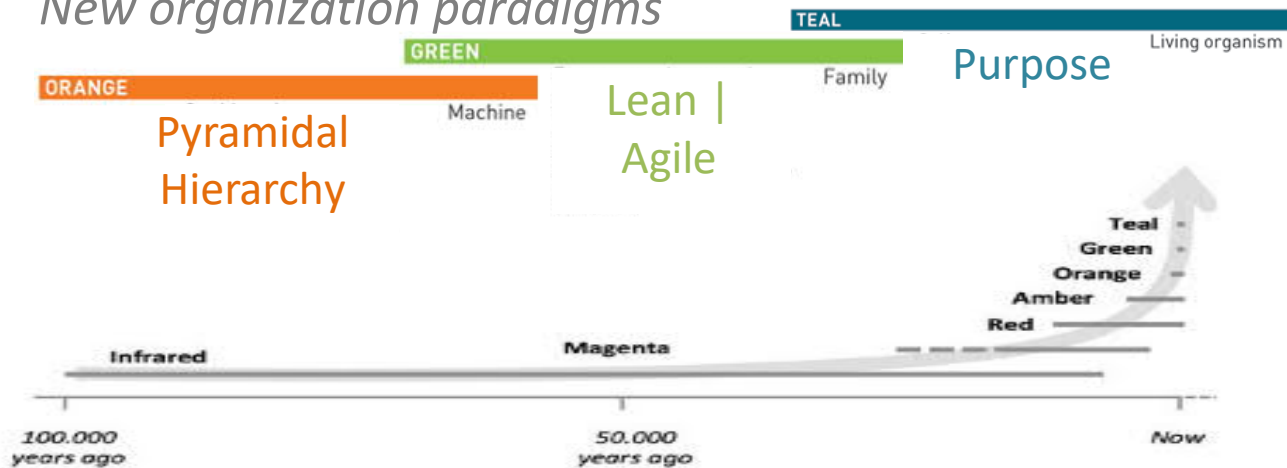 New organization paradigms
TEAL
Living organism
GREEN
Purpose
Family
ORANGE
Lean |
Machine
Agile
Pyramidal
Hierarchy
Teal
Green
Orange
Amber
Red
Magenta
Infrared
100.000
years ago
50.000
years ago
Now